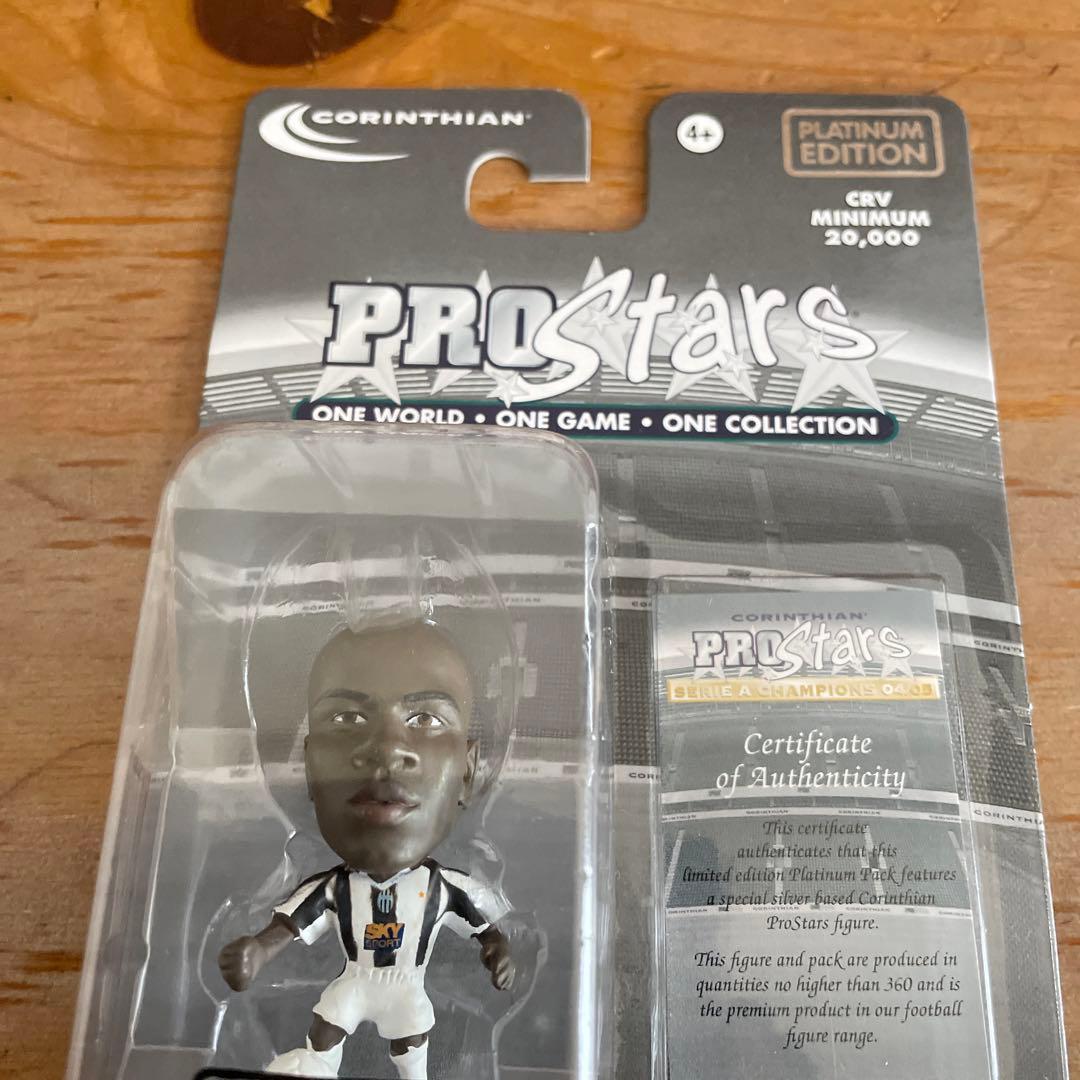 CORINTHIAN
4+
PLATINUM
EDITION
CRV
MINIMUM
20,000
PROStars
ONE WORLD • ONE GAME • ONE COLLECTION
CORINTHIAN
PROStars
SERIE A CHAMPIONS 04/05
Certificate
of Authenticity
This certificate
authenticates that this
limited edition Platinum Pack features
a special silver based Corinthian
ProStars figure.
This figure and pack are produced in
quantities no higher than 360 and is
the premium product in our football
figure range.
SKY
SPORT